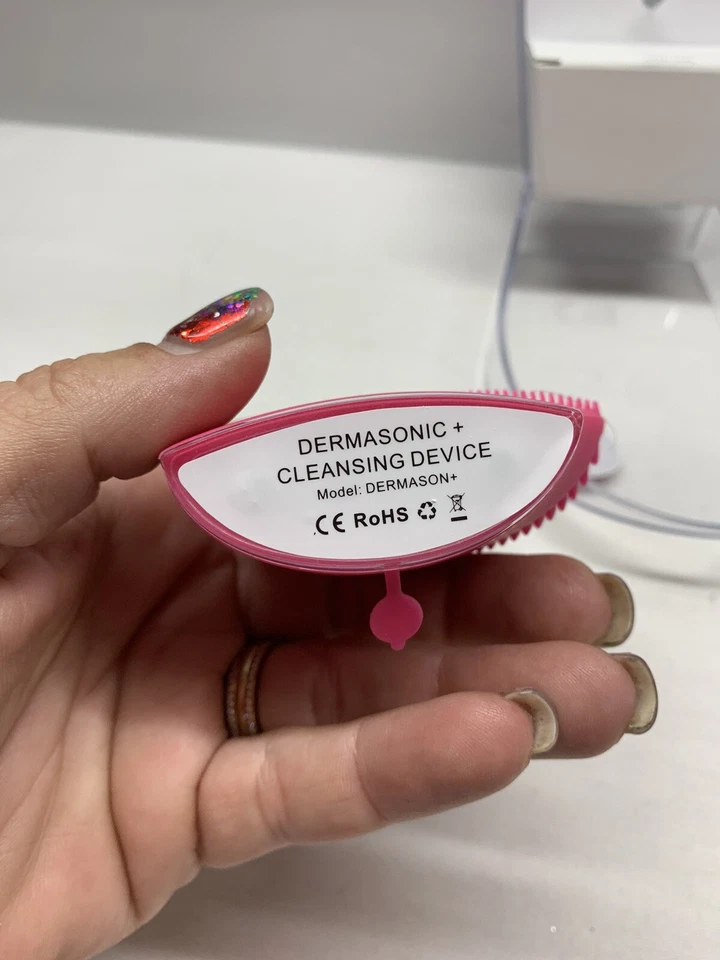 DERMASONIC +
CLEANSING DEVICE
Model: DERMASON+
CE RoHS